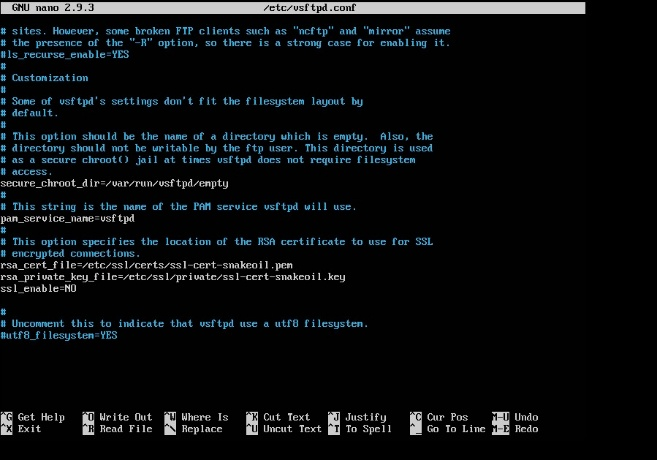 GNU nano 2.9.3 /etc/vsftpd.conf
# sites. However, some broken FTP clients such as "ncftp" and "mirror" assume
# the presence of the "-R" option, so there is a strong case for enabling it.
#ls_recurse_enable=YES
#
# Customization
#
# Some of vsftpd's settings don't fit the filesystem layout by
# default.
#
# This option should be the name of a directory which is empty.  Also, the
# directory should not be writable by the ftp user. This directory is used
# as a secure chroot() jail at times vsftpd does not require filesystem
# access.
secure_chroot_dir=/var/run/vsftpd/empty
#
# This string is the name of the PAM service vsftpd will use.
pam_service_name=vsftpd
#
# This option specifies the location of the RSA certificate to use for SSL
# encrypted connections.
rsa_cert_file=/etc/ssl/certs/ssl-cert-snakeoil.pem
rsa_private_key_file=/etc/ssl/private/ssl-cert-snakeoil.key
ssl_enable=NO
#
# Uncomment this to indicate that vsftpd use a utf8 filesystem.
#utf8_filesystem=YES
^G Get Help ^O Write Out ^W Where Is ^K Cut Text ^J Justify ^C Cur Pos M-U Undo
^X Exit ^R Read File ^\ Replace ^U Uncut Text ^T To Spell ^_ Go To Line M-E Redo